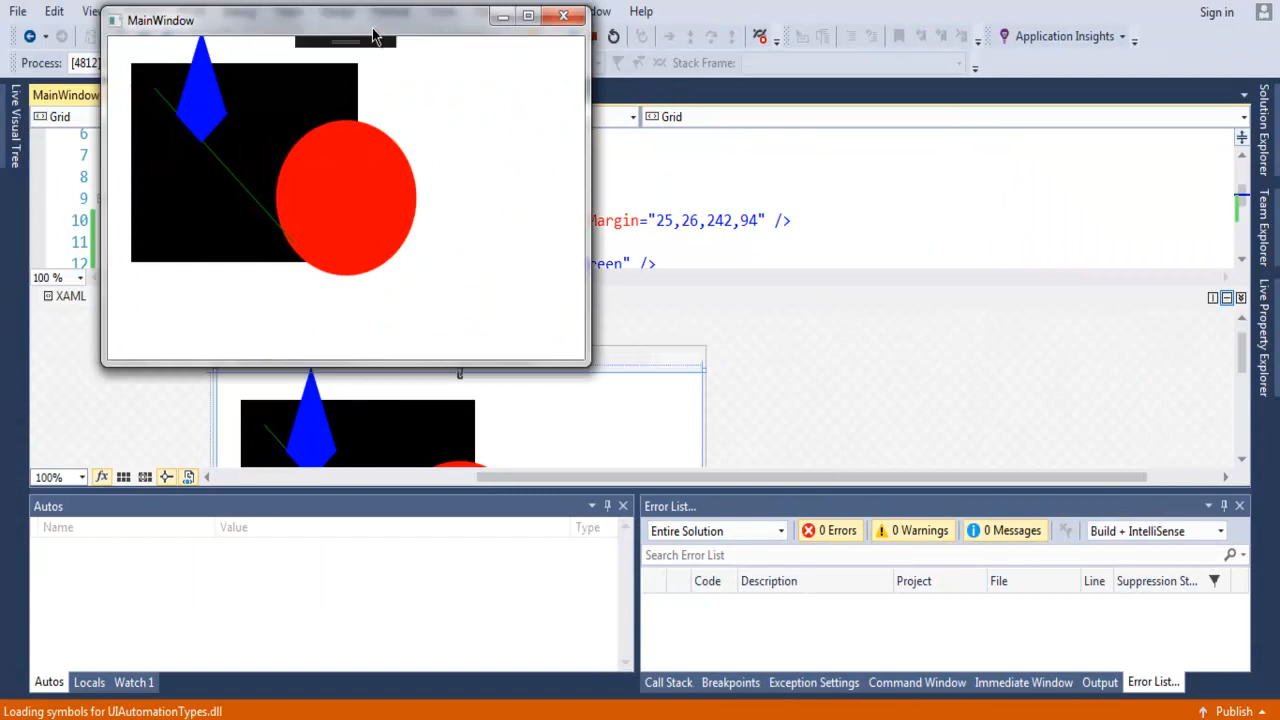 File Edit Help Sign in
MainWindow
Application Insights
Process: [4812] Stack Frame:
MainWindow
Grid Grid
6
7
8
9
10 Margin="25,26,242,94" />
11
12 een" />
100 %
XAML
100% fx
Autos
Name Value Type
Autos Locals Watch 1
Error List...
Entire Solution 0 Errors 0 Warnings 0 Messages Build + IntelliSense
Search Error List
Code Description Project File Line Suppression St...
Call Stack Breakpoints Exception Settings Command Window Immediate Window Output Error List...
Live Visual Tree
Solution Explorer
Team Explorer
Live Property Explorer
Loading symbols for UIAutomationTypes.dll Publish